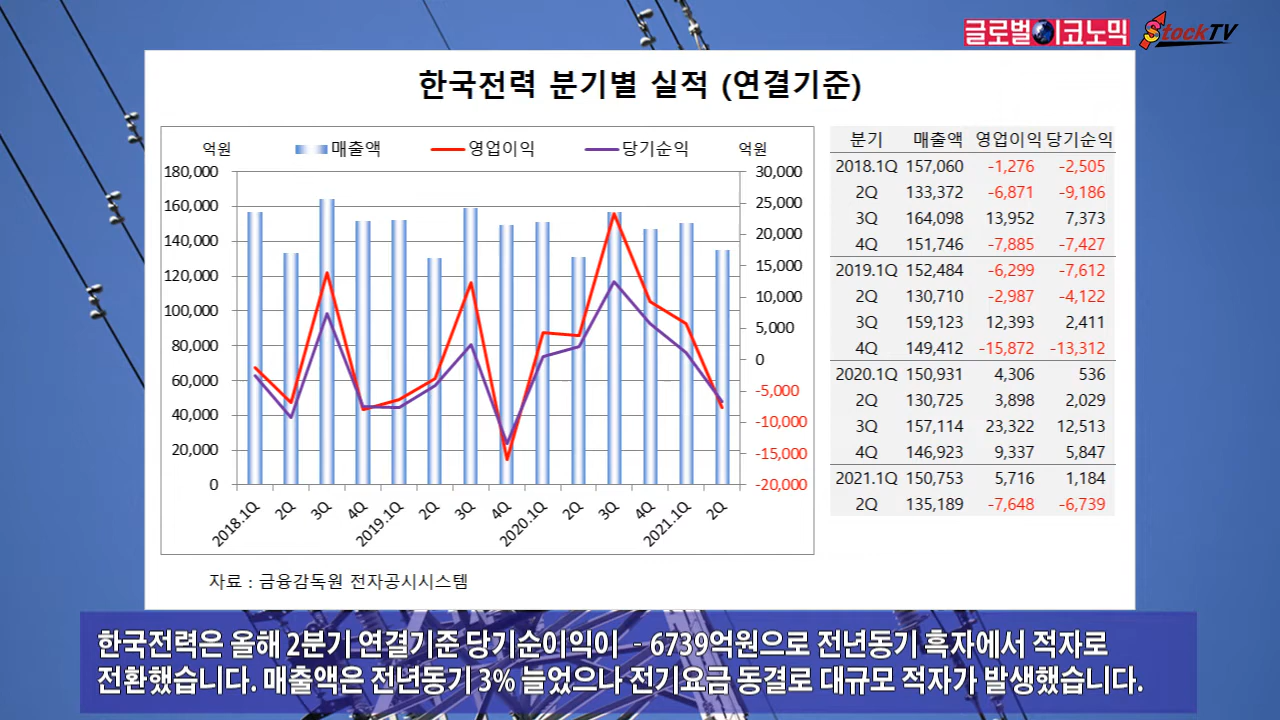 글로벌이코노믹
StockTV
한국전력 분기별 실적 (연결기준)
억원 매출액 영업이익 당기순익 억원
180,000
160,000
140,000
120,000
100,000
80,000
60,000
40,000
20,000
0
30,000
25,000
20,000
15,000
10,000
5,000
0
-5,000
-10,000
-15,000
-20,000
2018.1Q 2Q 3Q 4Q 2019.1Q 2Q 3Q 4Q 2020.1Q 2Q 3Q 4Q 2021.1Q 2Q
자료 : 금융감독원 전자공시시스템
분기 매출액 영업이익 당기순익
2018.1Q 157,060 -1,276 -2,505
2Q 133,372 -6,871 -9,186
3Q 164,098 13,952 7,373
4Q 151,746 -7,885 -7,427
2019.1Q 152,484 -6,299 -7,612
2Q 130,710 -2,987 -4,122
3Q 159,123 12,393 2,411
4Q 149,412 -15,872 -13,312
2020.1Q 150,931 4,306 536
2Q 130,725 3,898 2,029
3Q 157,114 23,322 12,513
4Q 146,923 9,337 5,847
2021.1Q 150,753 5,716 1,184
2Q 135,189 -7,648 -6,739
한국전력은 올해 2분기 연결기준 당기순이익이 -6739억원으로 전년동기 흑자에서 적자로
전환했습니다. 매출액은 전년동기 3% 늘었으나 전기요금 동결로 대규모 적자가 발생했습니다.